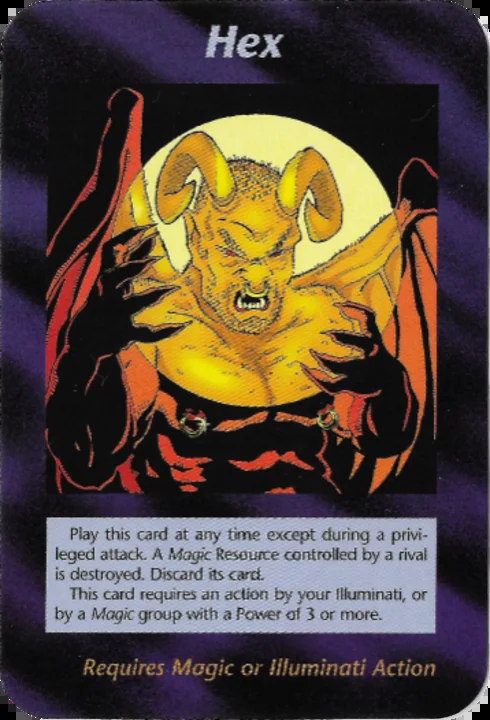 Hex
Play this card at any time except during a privi-
leged attack. A Magic Resource controlled by a rival
is destroyed. Discard its card.
This card requires an action by your Illuminati, or
by a Magic group with a Power of 3 or more.
Requires Magic or Illuminati Action